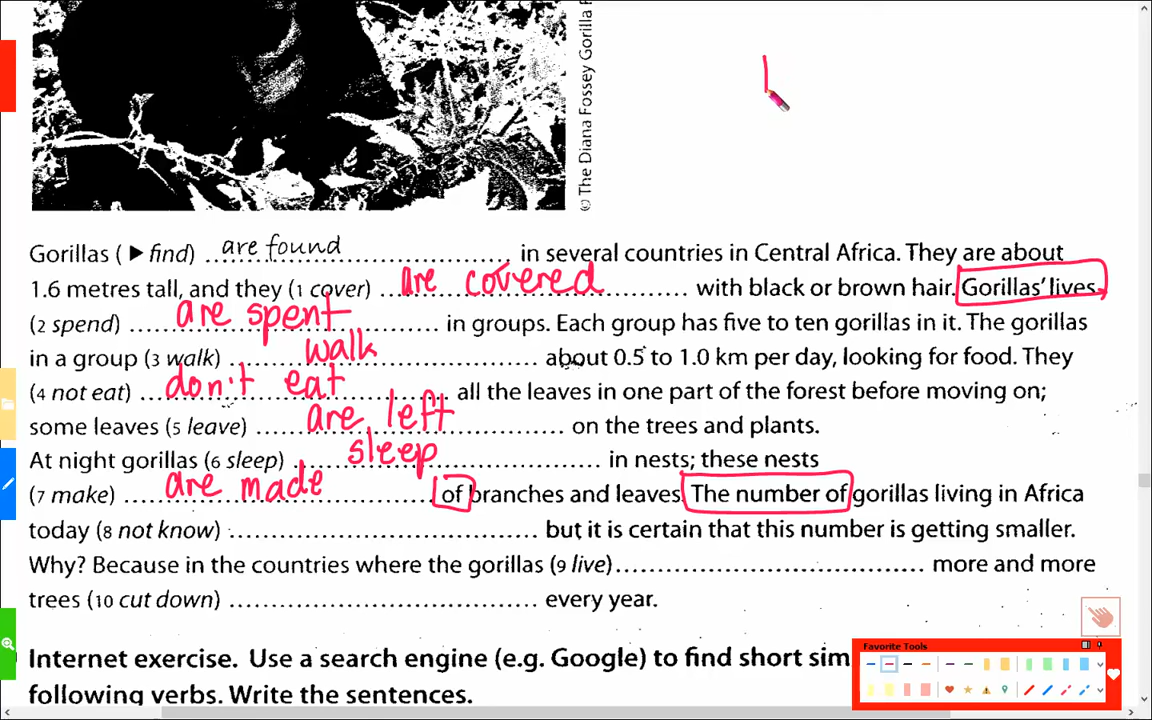 © The Diana Fossey Gorilla
Gorillas ( ▶ find) are found in several countries in Central Africa. They are about
1.6 metres tall, and they (1 cover) are covered with black or brown hair. Gorillas' lives
(2 spend) are spent in groups. Each group has five to ten gorillas in it. The gorillas
in a group (3 walk) walk about 0.5 to 1.0 km per day, looking for food. They
(4 not eat) don't eat all the leaves in one part of the forest before moving on;
some leaves (5 leave) are left on the trees and plants.
At night gorillas (6 sleep) sleep in nests; these nests
(7 make) are made of branches and leaves. The number of gorillas living in Africa
today (8 not know) but it is certain that this number is getting smaller.
Why? Because in the countries where the gorillas (9 live) more and more
trees (10 cut down) every year.
Favorite Tools
Internet exercise. Use a search engine (e.g. Google) to find short sim
following verbs. Write the sentences.